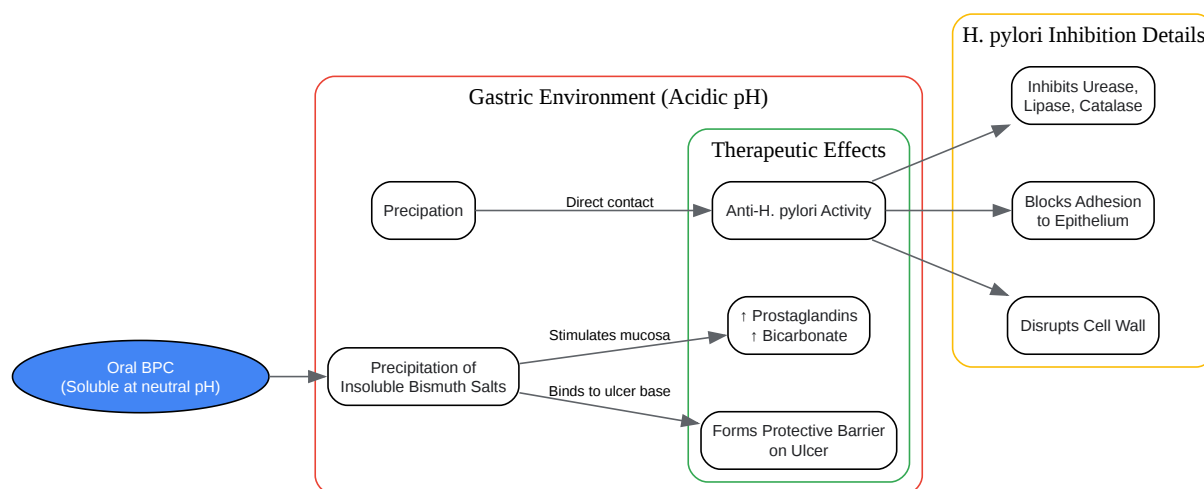 H. pylori Inhibition Details
Inhibits Urease,
Lipase, Catalase
Gastric Environment (Acidic pH)
Therapeutic Effects
Precipation
Direct contact
Anti-H. pylori Activity
Blocks Adhesion
to Epithelium
↑ Prostaglandins
↑ Bicarbonate
Disrupts Cell Wall
Stimulates mucosa
Oral BPC
(Soluble at neutral pH)
Precipitation of
Insoluble Bismuth Salts
Binds to ulcer base
Forms Protective Barrier
on Ulcer